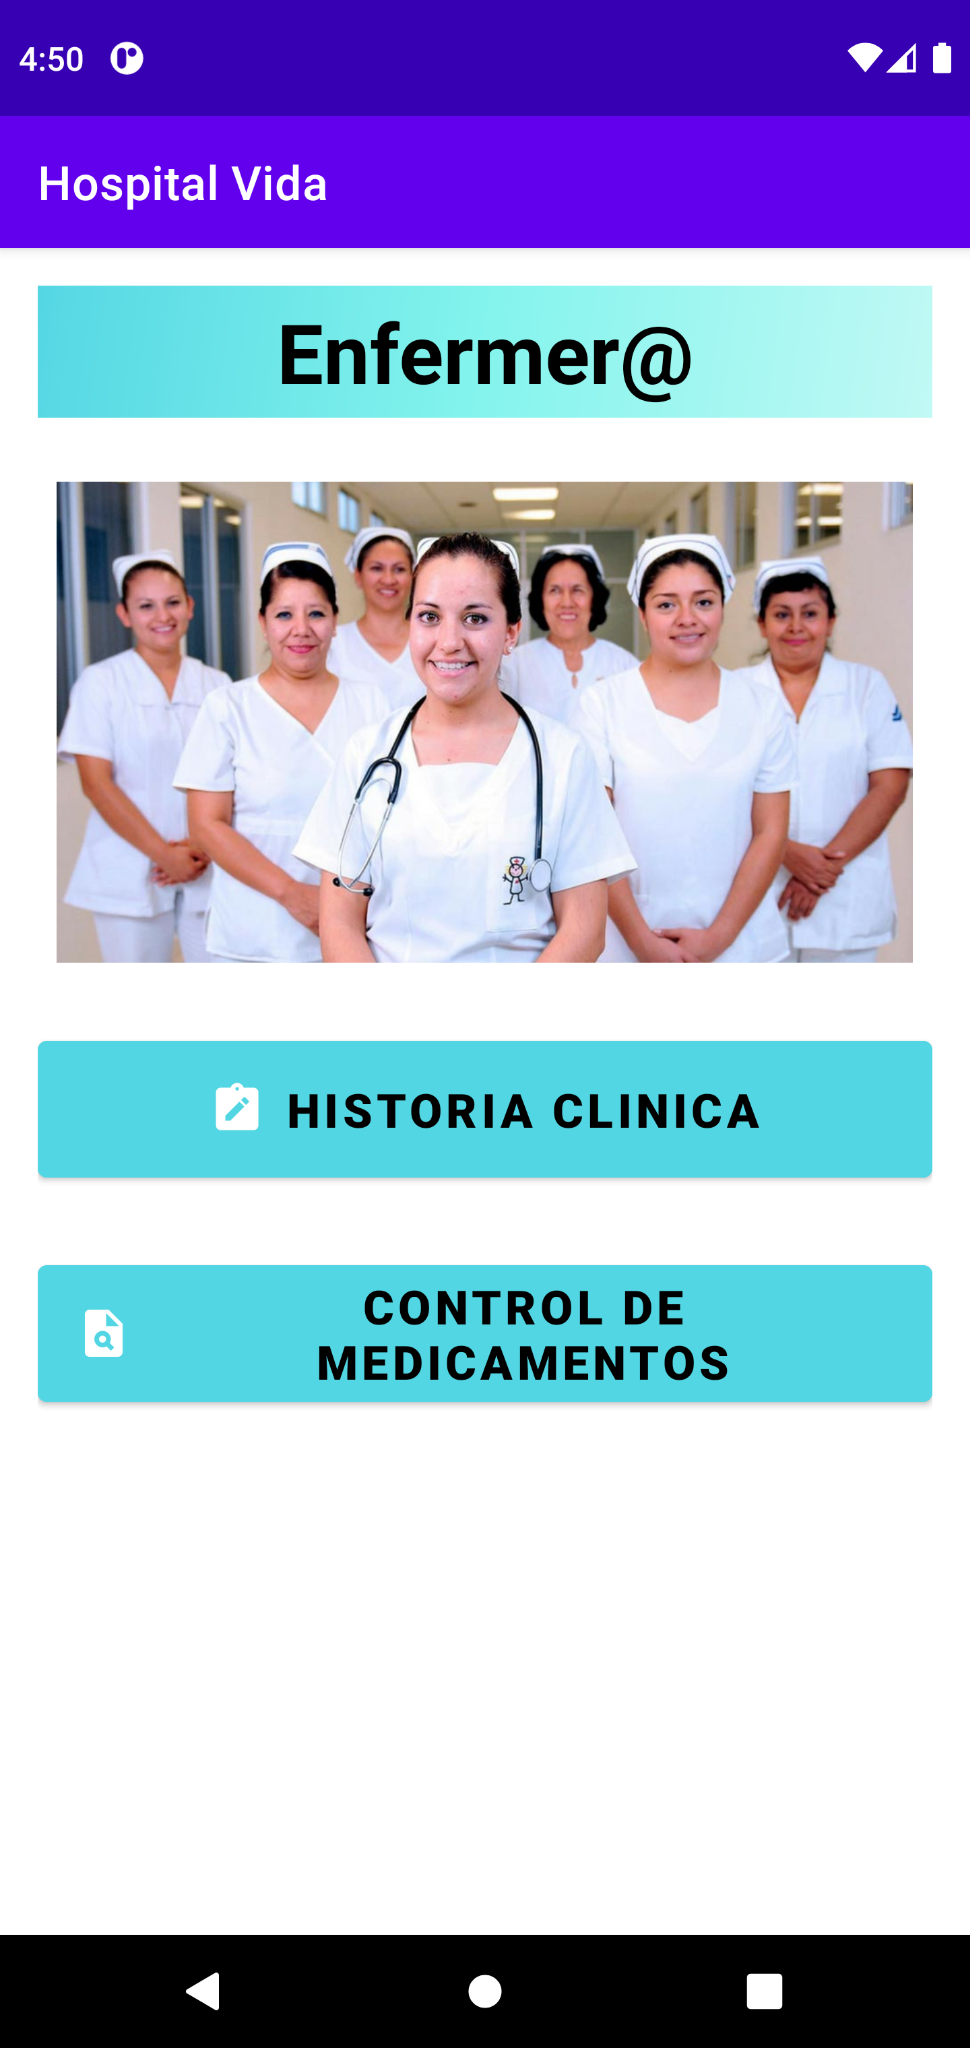 4:50
Hospital Vida
Enfermer@
HISTORIA CLINICA
CONTROL DE
MEDICAMENTOS